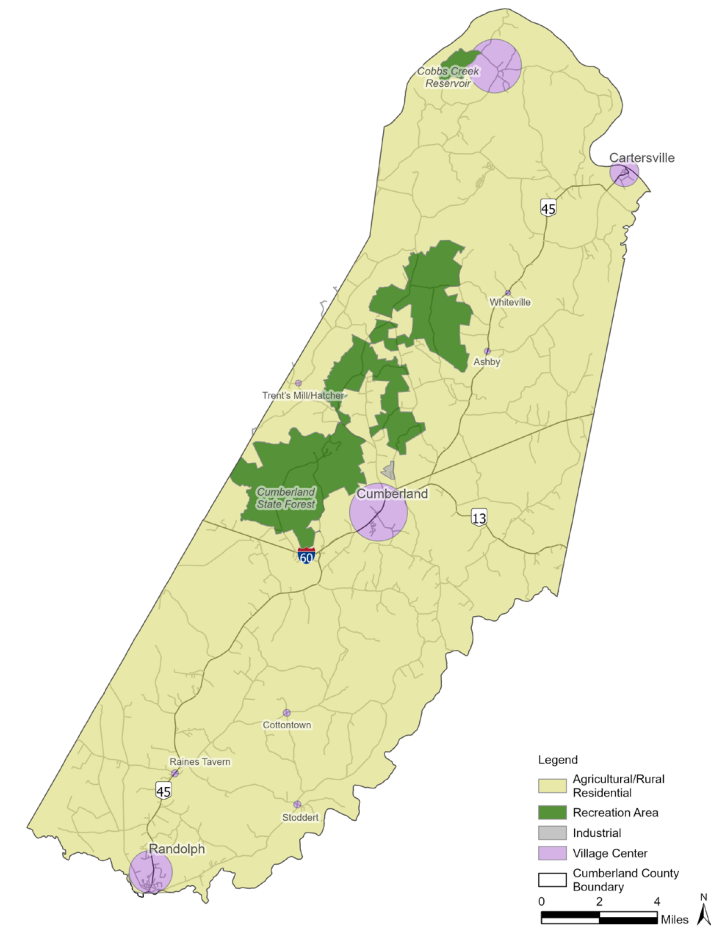 Cobbs Creek
Reservoir
Cartersville
45
Whiteville
Ashby
Trent's Mill/Hatcher
Cumberland
State Forest
Cumberland
13
60
Cottontown
Raines Tavern
45
Stoddert
Randolph
Legend
Agricultural/Rural
Residential
Recreation Area
Industrial
Village Center
Cumberland County
Boundary
0 2 4
Miles
N